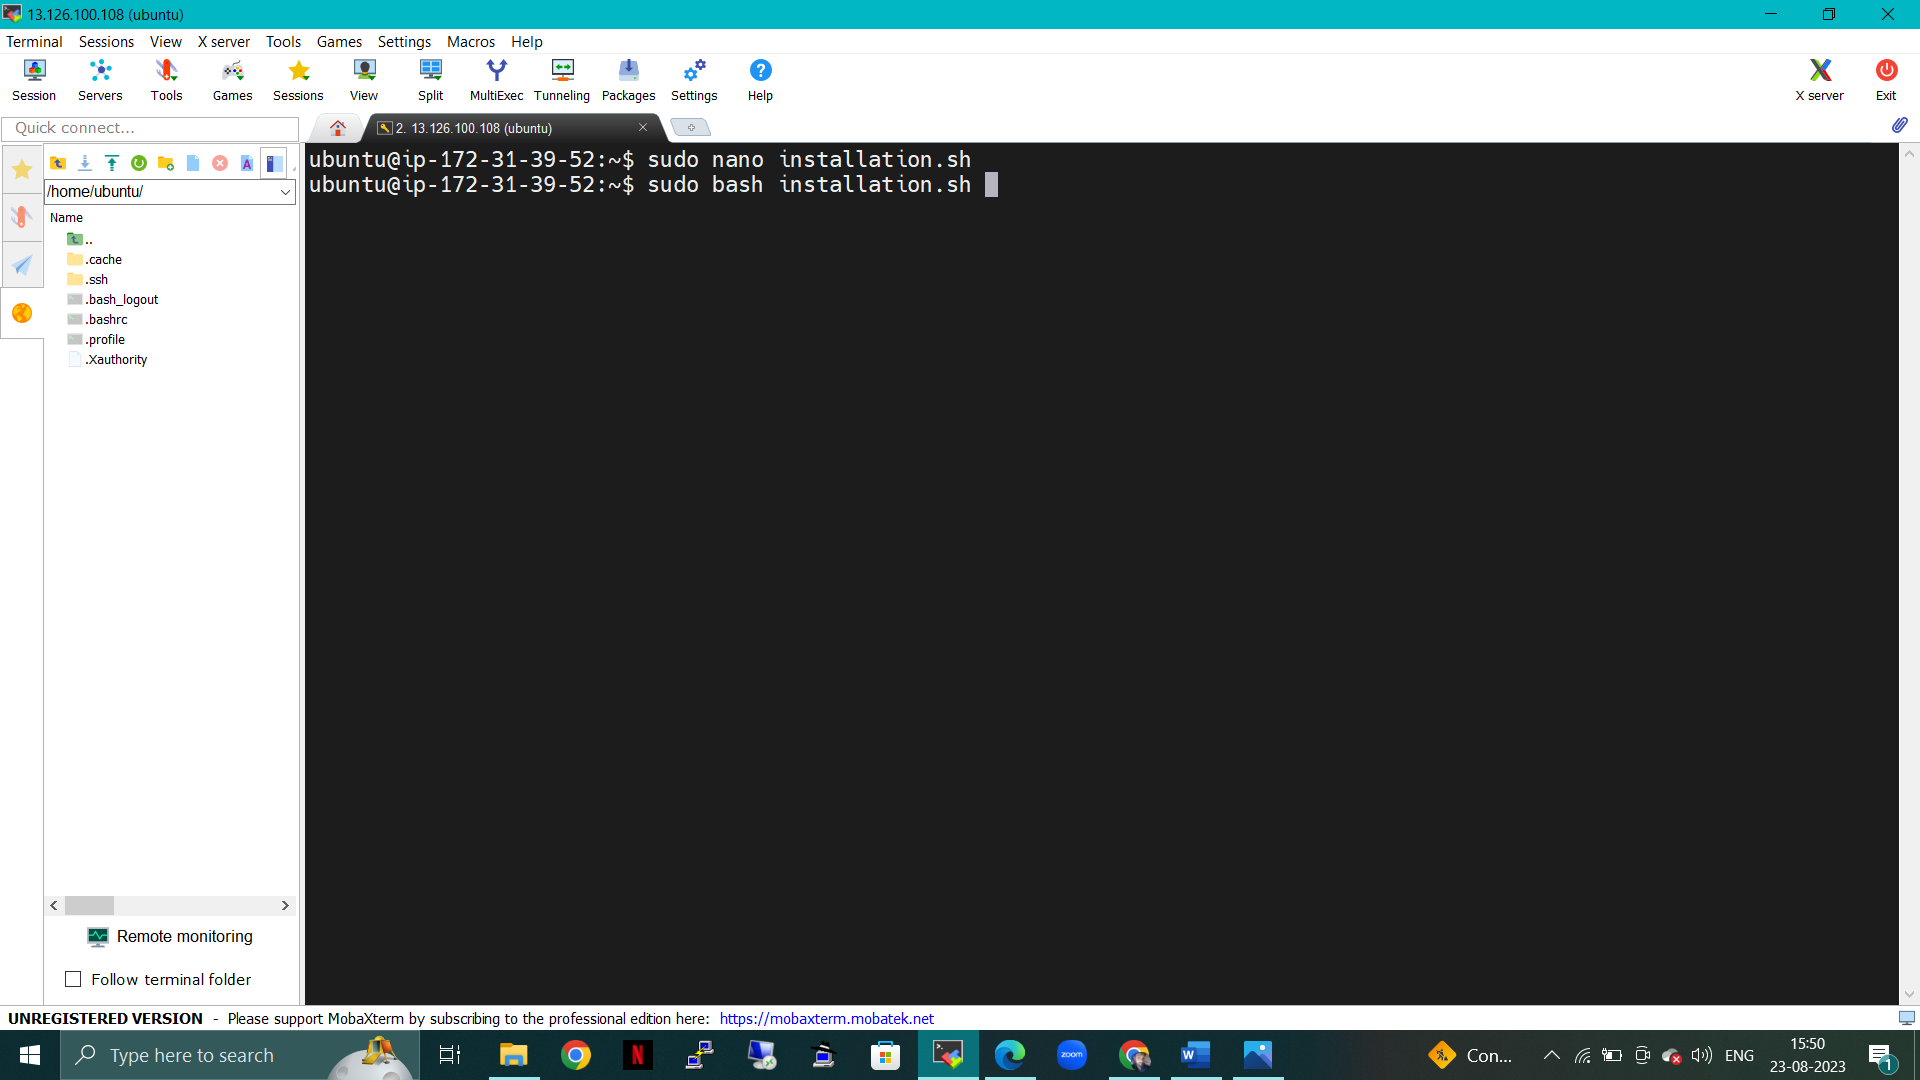 13.126.100.108 (ubuntu)
Terminal Sessions View X server Tools Games Settings Macros Help
Session Servers Tools Games Sessions View Split MultiExec Tunneling Packages Settings Help X server Exit
Quick connect...
2. 13.126.100.108 (ubuntu)
/home/ubuntu/
Name
..
.cache
.ssh
.bash_logout
.bashrc
.profile
.Xauthority
Remote monitoring
Follow terminal folder
ubuntu@ip-172-31-39-52:~$ sudo nano installation.sh
ubuntu@ip-172-31-39-52:~$ sudo bash installation.sh
UNREGISTERED VERSION - Please support MobaXterm by subscribing to the professional edition here: https://mobaxterm.mobatek.net
Type here to search
zoom
Con...
ENG
15:50
23-08-2023
1